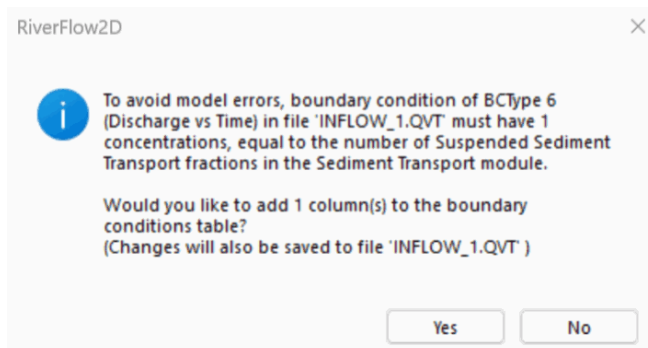 RiverFlow2D
To avoid model errors, boundary condition of BCType 6
(Discharge vs Time) in file 'INFLOW_1.QVT' must have 1
concentrations, equal to the number of Suspended Sediment
Transport fractions in the Sediment Transport module.
Would you like to add 1 column(s) to the boundary
conditions table?
(Changes will also be saved to file 'INFLOW_1.QVT' )
Yes
No